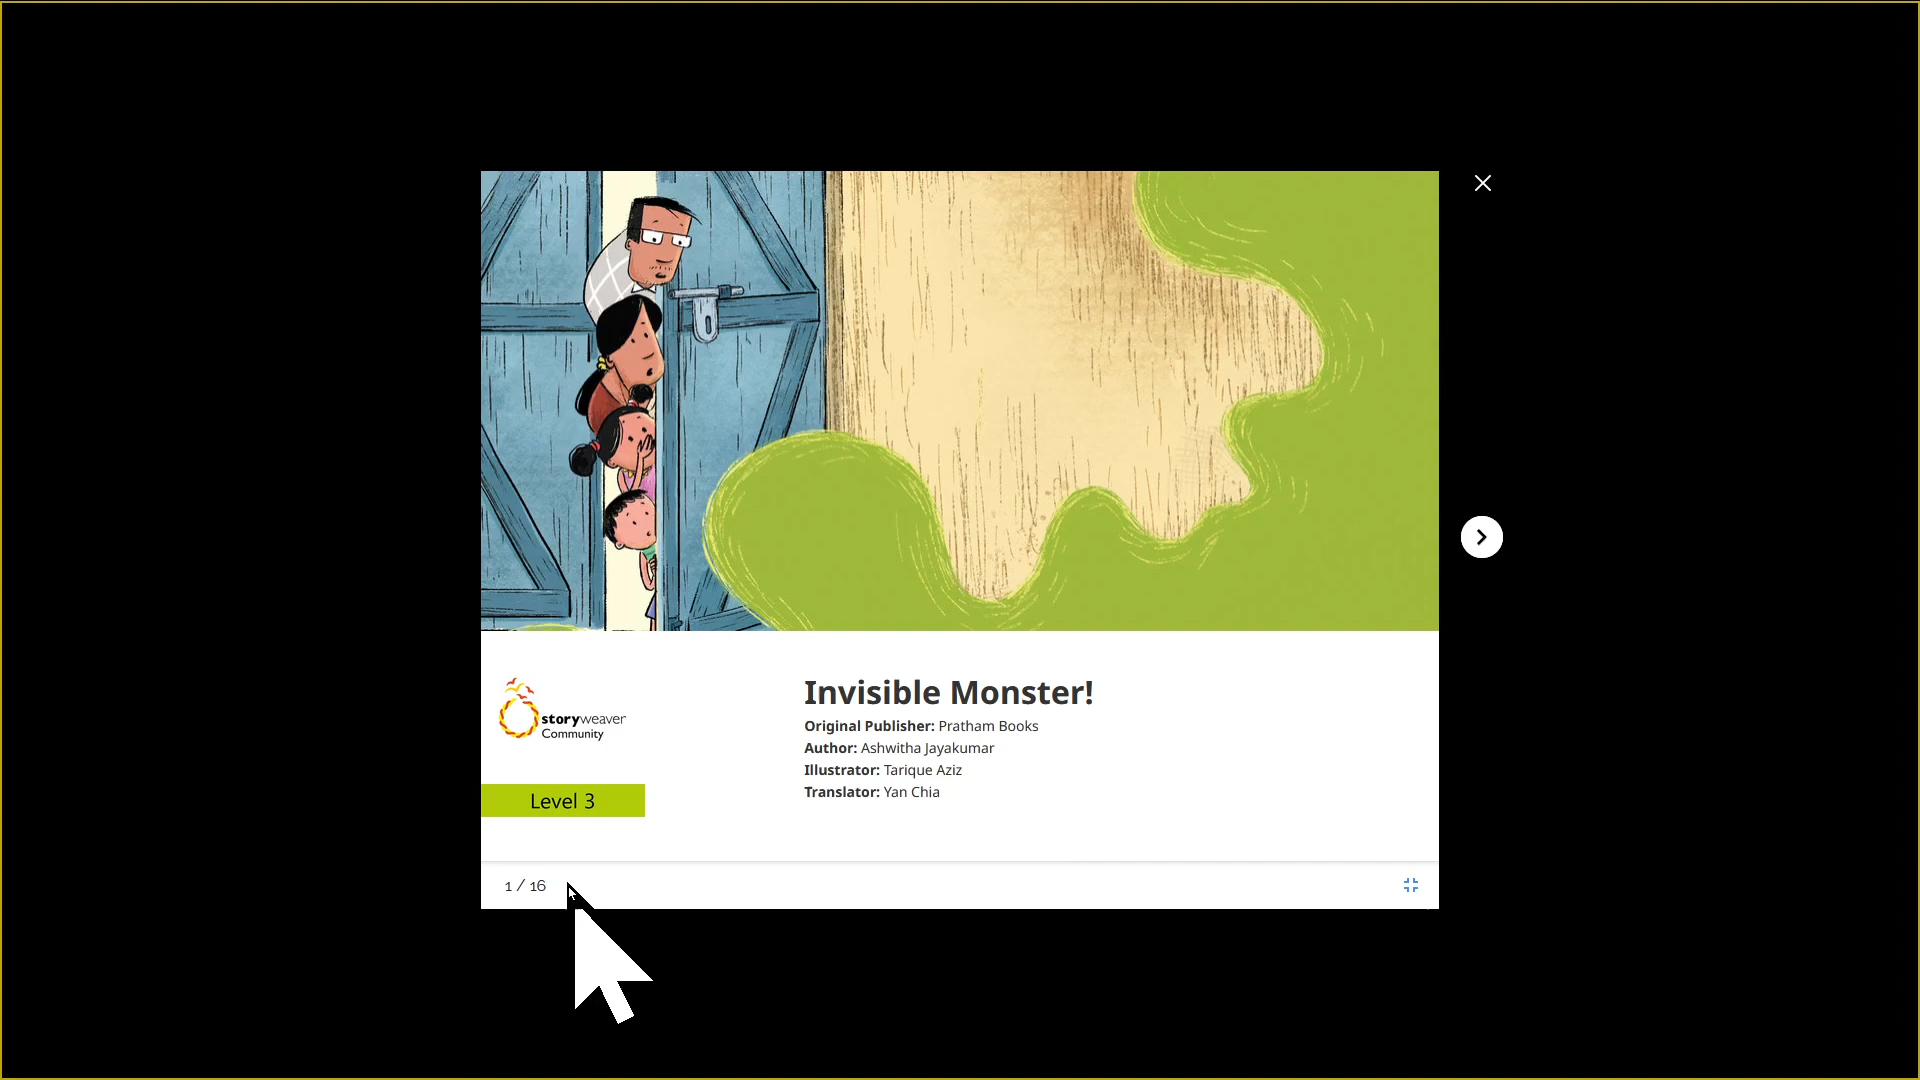 storyweaver
Community
Level 3
Invisible Monster!
Original Publisher: Pratham Books
Author: Ashwitha Jayakumar
Illustrator: Tarique Aziz
Translator: Yan Chia
1 / 16